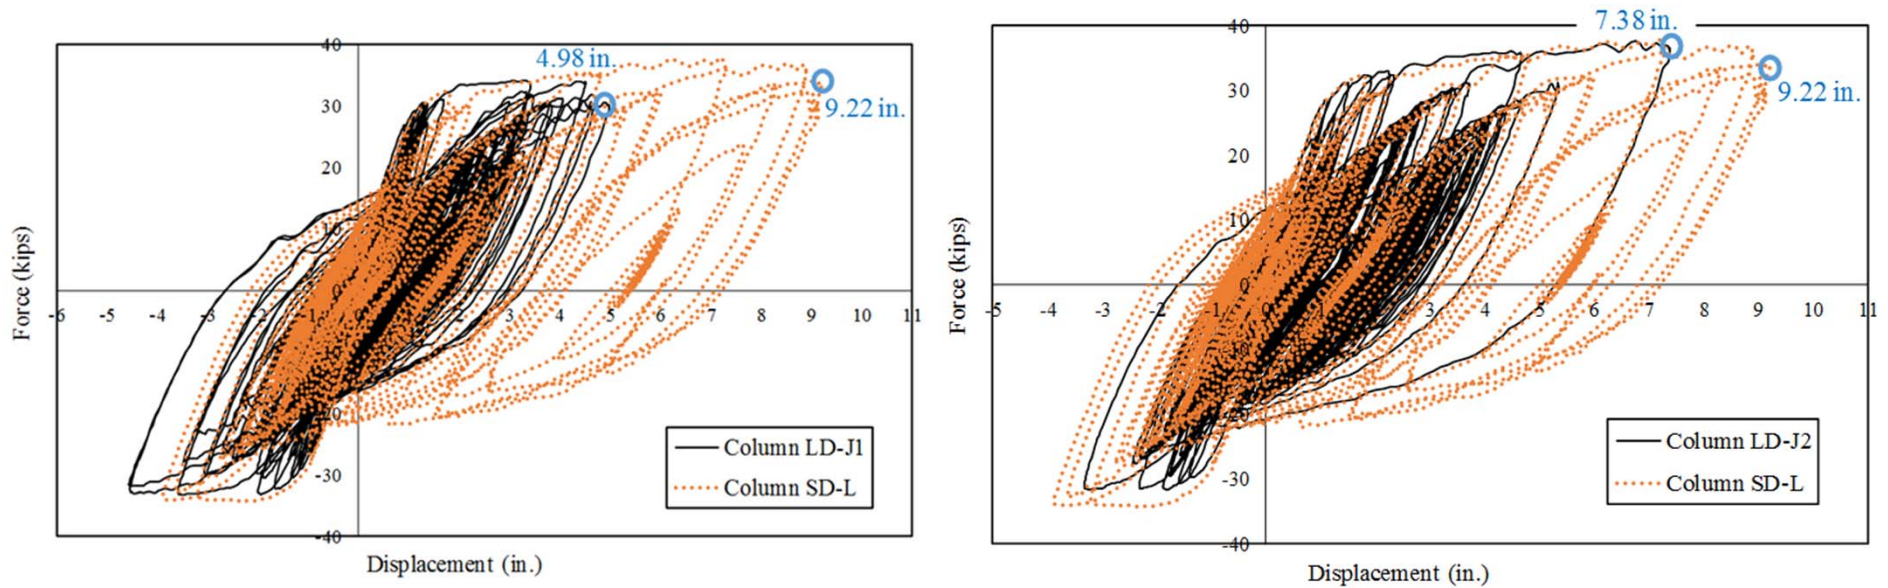 4.98 in.
9.22 in.
40
30
20
10
0
-10
-20
-30
-40
-6 -5 -4 -3 -2 -1 0 1 2 3 4 5 6 7 8 9 10 11
Force (kips)
Displacement (in.)
Column LD-J1
Column SD-L
7.38 in.
9.22 in.
40
30
20
10
0
-10
-20
-30
-40
-5 -4 -3 -2 -1 0 1 2 3 4 5 6 7 8 9 10 11
Force (kips)
Displacement (in.)
Column LD-J2
Column SD-L